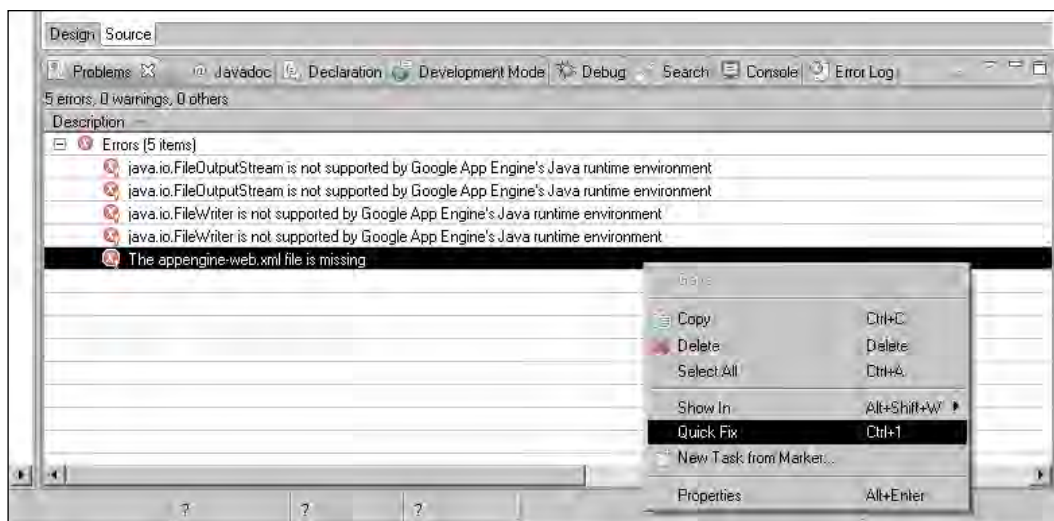 Design Source
Problems Javadoc Declaration Development Mode Debug Search Console Error Log
5 errors, 0 warnings, 0 others
Description
Errors (5 items)
java.io.FileOutputStream is not supported by Google App Engine's Java runtime environment
java.io.FileOutputStream is not supported by Google App Engine's Java runtime environment
java.io.FileWriter is not supported by Google App Engine's Java runtime environment
java.io.FileWriter is not supported by Google App Engine's Java runtime environment
The appengine-web.xml file is missing
Copy Ctrl+C
Delete Delete
Select All Ctrl+A
Show In Alt+Shift+W
Quick Fix Ctrl+1
New Task from Marker...
Properties Alt+Enter
? ? ?